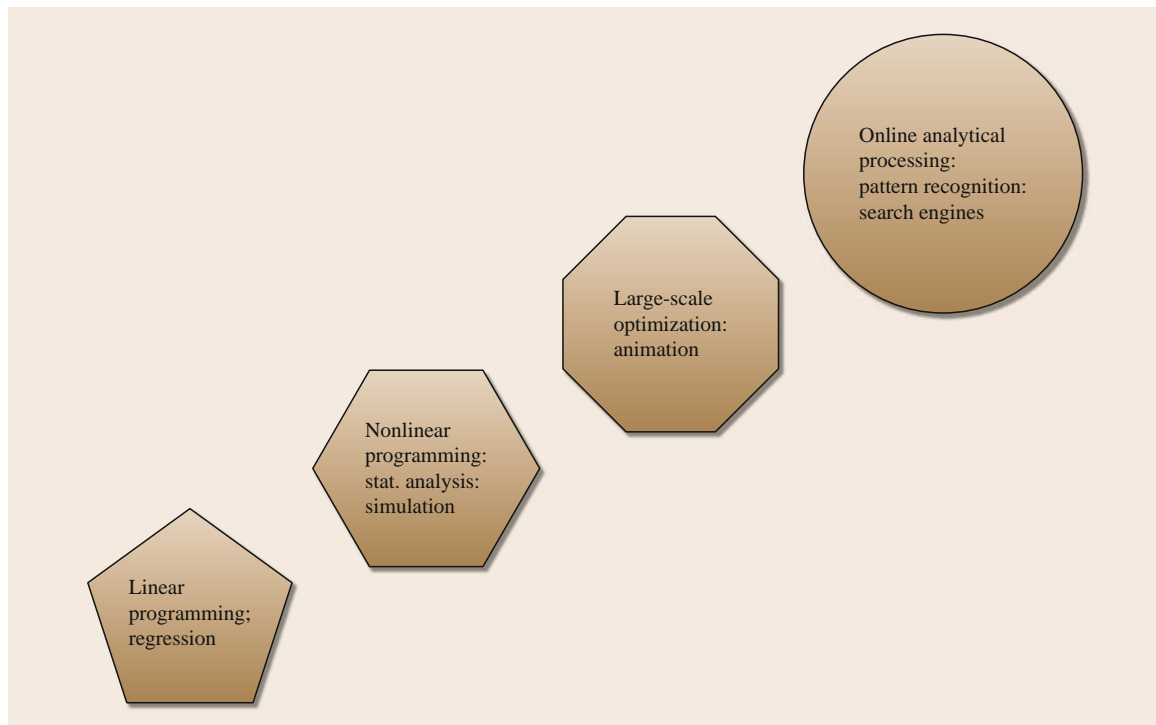 Online analytical
processing:
pattern recognition:
search engines
Large-scale
optimization:
animation
Nonlinear
programming:
stat. analysis:
simulation
Linear
programming;
regression